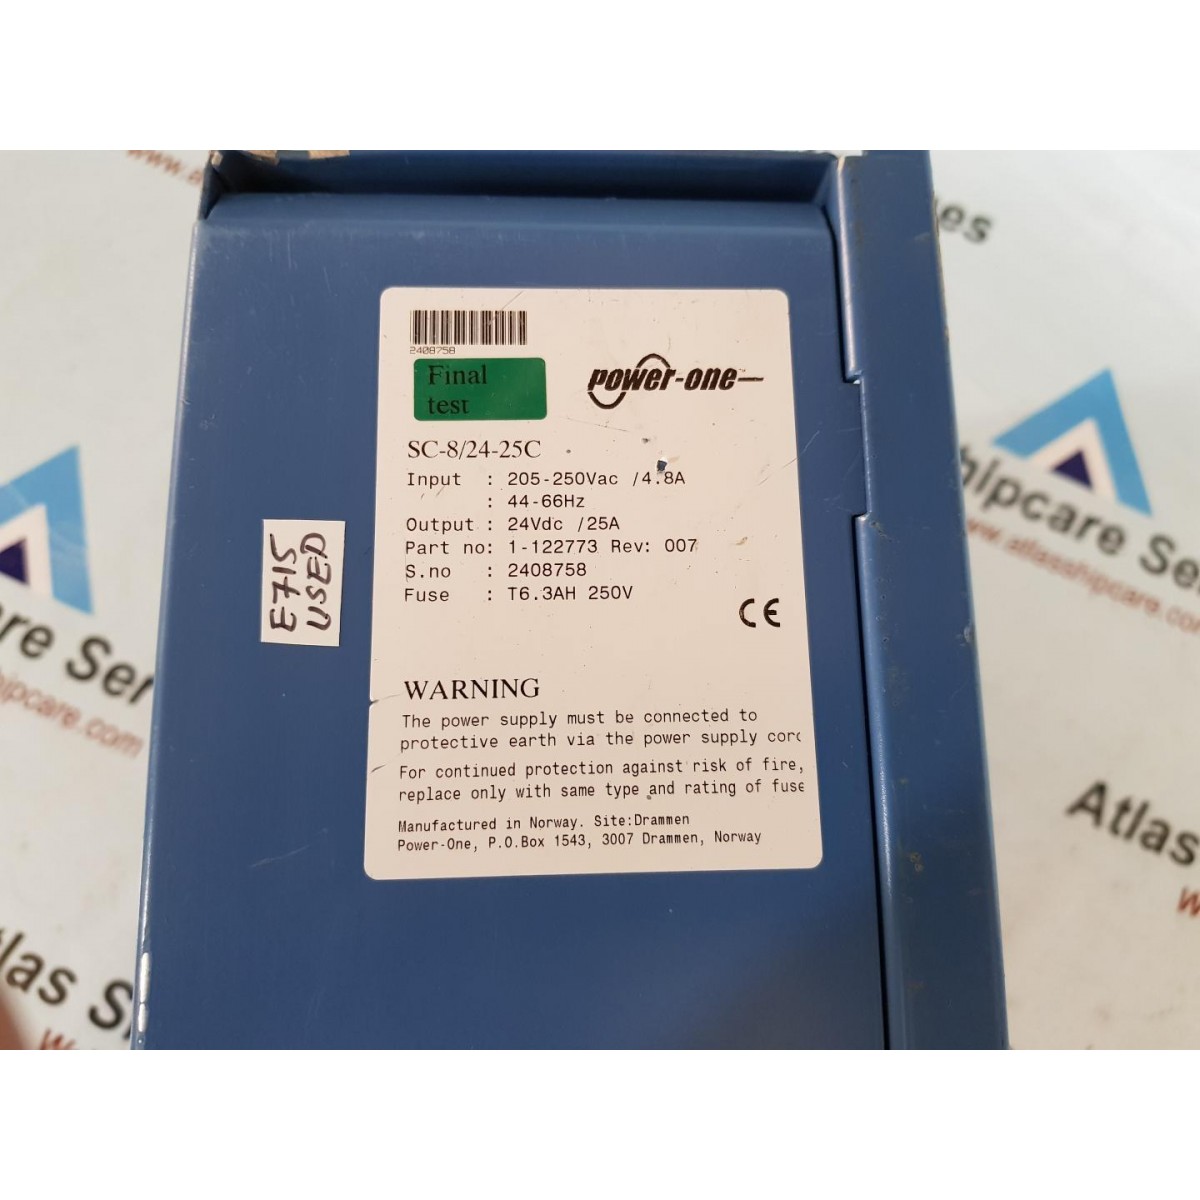 2408758
Final
test
power-one
SC-8/24-25C
Input : 205-250Vac /4.8A
: 44-66Hz
Output : 24Vdc /25A
Part no: 1-122773 Rev: 007
S.no : 2408758
Fuse : T6.3AH 250V
CE
WARNING
The power supply must be connected to
protective earth via the power supply
For continued protection against risk of fire,
replace only with same type and rating of fuse
Manufactured in Norway. Site:Drammen
Power-One, P.O.Box 1543, 3007 Drammen, Norway
E715
USED
Atlas